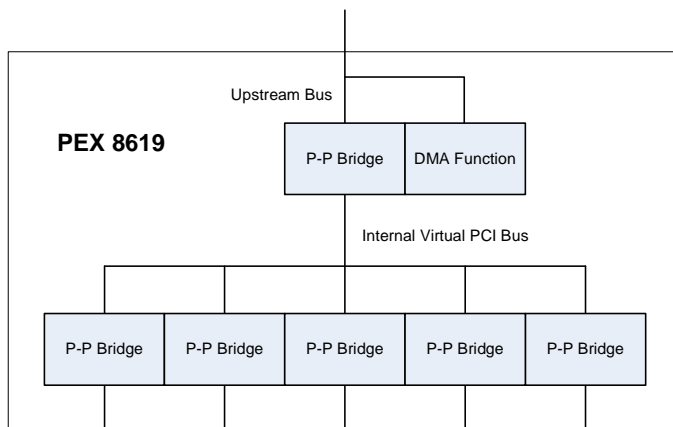 Upstream Bus
PEX 8619
P-P Bridge
DMA Function
Internal Virtual PCI Bus
P-P Bridge
P-P Bridge
P-P Bridge
P-P Bridge
P-P Bridge